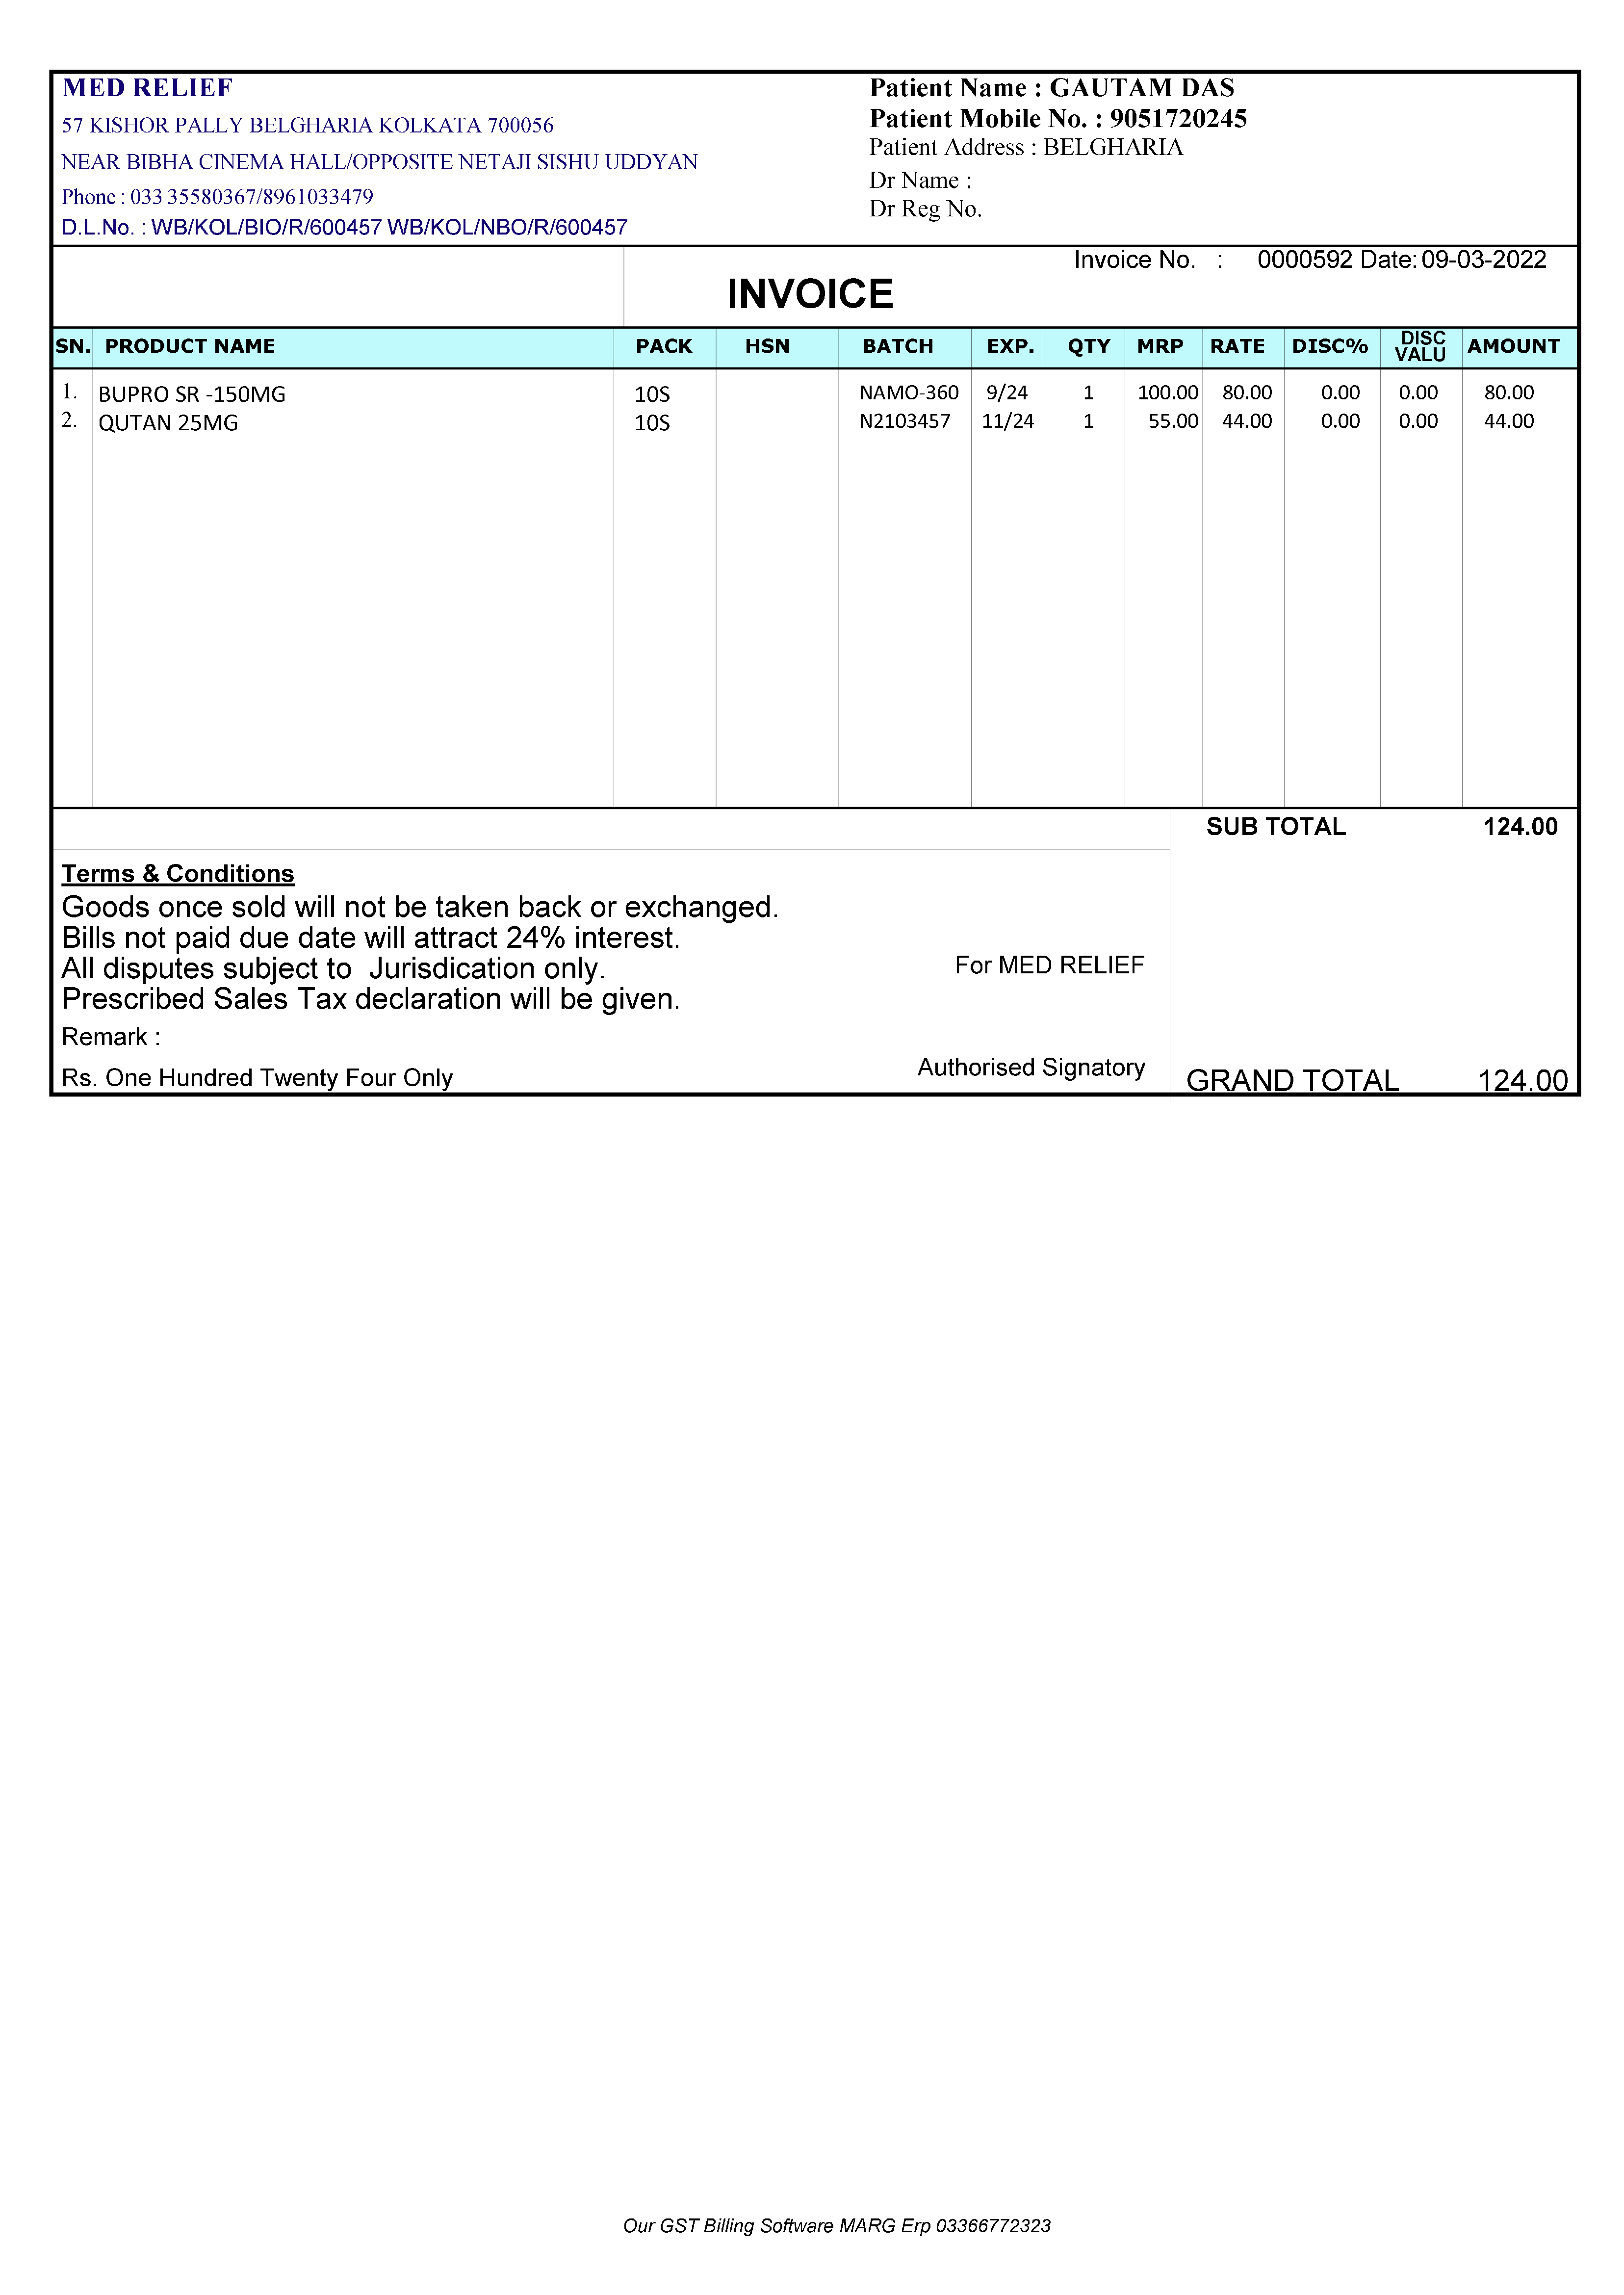 MED RELIEF
57 KISHOR PALLY BELGHARIA KOLKATA 700056
NEAR BIBHA CINEMA HALL/OPPOSITE NETAJI SISHU UDDYAN
Phone : 033 35580367/8961033479
D.L.No. : WB/KOL/BIO/R/600457 WB/KOL/NBO/R/600457
Patient Name : GAUTAM DAS
Patient Mobile No. : 9051720245
Patient Address : BELGHARIA
Dr Name :
Dr Reg No.
INVOICE
Invoice No. : 0000592 Date: 09-03-2022
SN. PRODUCT NAME PACK HSN BATCH EXP. QTY MRP RATE DISC% DISC VALU AMOUNT
1. BUPRO SR -150MG 10S NAMO-360 9/24 1 100.00 80.00 0.00 0.00 80.00
2. QUTAN 25MG 10S N2103457 11/24 1 55.00 44.00 0.00 0.00 44.00
SUB TOTAL 124.00
Terms & Conditions
Goods once sold will not be taken back or exchanged.
Bills not paid due date will attract 24% interest.
All disputes subject to Jurisdication only.
Prescribed Sales Tax declaration will be given.
For MED RELIEF
Remark :
Rs. One Hundred Twenty Four Only
Authorised Signatory
GRAND TOTAL 124.00
Our GST Billing Software MARG Erp 03366772323